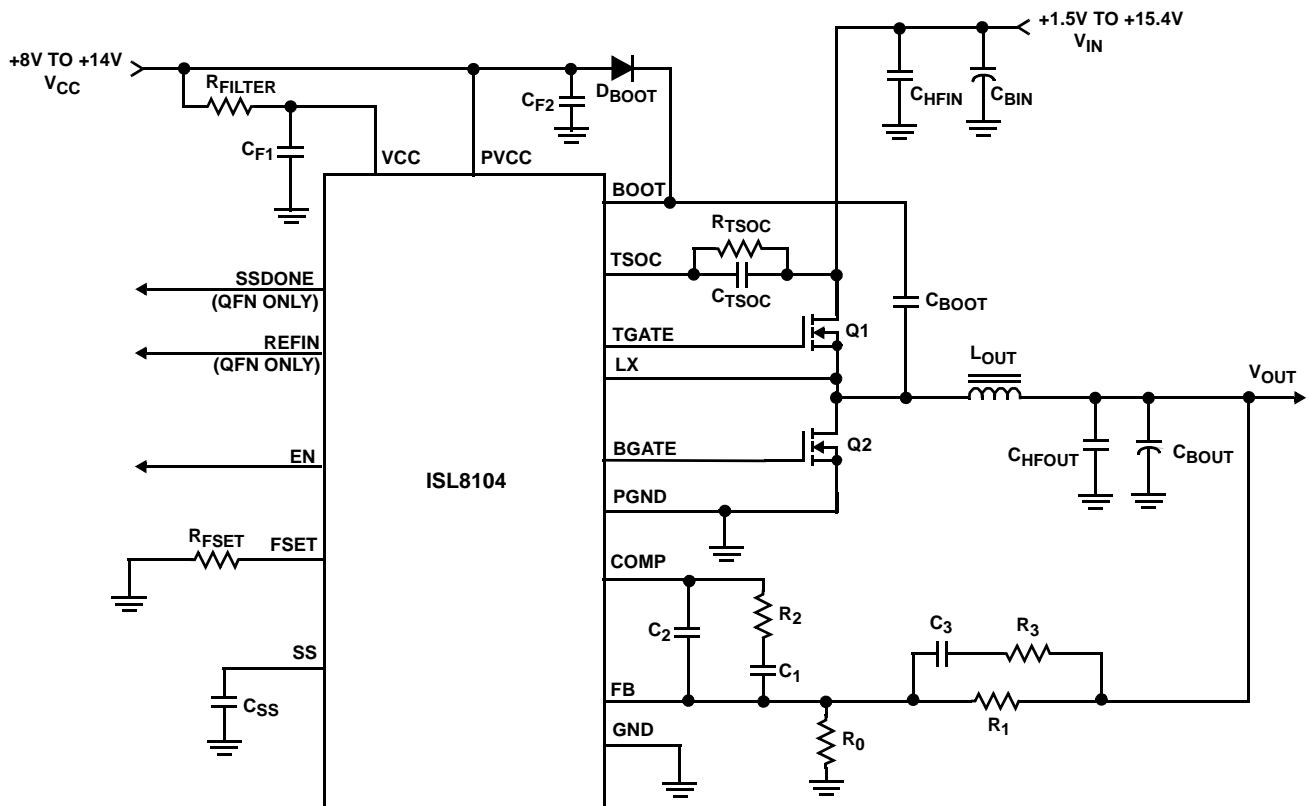 +1.5V TO +15.4V
VIN
+8V TO +14V
VCC
RFILTER
CF1
CF2
DBOOT
CHFIN
CBIN
VCC
PVCC
BOOT
RTSOC
TSOC
CTSOC
CBOOT
SSDONE
(QFN ONLY)
REFIN
(QFN ONLY)
TGATE
Q1
LX
LOUT
VOUT
EN
BGATE
Q2
CHFOUT
CBOUT
ISL8104
PGND
RFSET
FSET
COMP
C2
R2
C1
C3
R3
SS
CSS
FB
R1
R0
GND